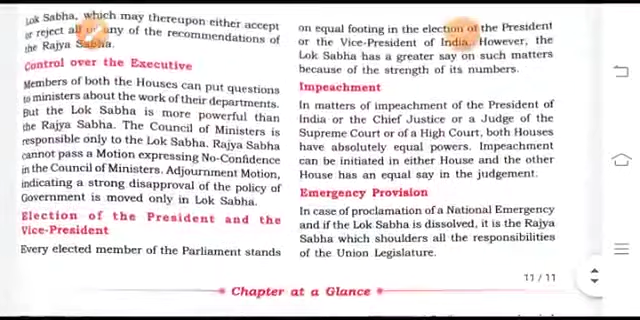 Lok Sabha, which may thereupon either accept
or reject all or any of the recommendations of
the Rajya Sabha.
Control over the Executive
Members of both the Houses can put questions
to ministers about the work of their departments.
But the Lok Sabha is more powerful than
the Rajya Sabha. The Council of Ministers is
responsible only to the Lok Sabha. Rajya Sabha
cannot pass a Motion expressing No-Confidence
in the Council of Ministers. Adjournment Motion,
indicating a strong disapproval of the policy of
Government is moved only in Lok Sabha.
Election of the President and the
Vice-President
Every elected member of the Parliament stands
on equal footing in the election of the President
or the Vice-President of India. However, the
Lok Sabha has a greater say on such matters
because of the strength of its numbers.
Impeachment
In matters of impeachment of the President of
India or the Chief Justice or a Judge of the
Supreme Court or of a High Court, both Houses
have absolutely equal powers. Impeachment
can be initiated in either House and the other
House has an equal say in the judgement.
Emergency Provision
In case of proclamation of a National Emergency
and if the Lok Sabha is dissolved, it is the Rajya
Sabha which shoulders all the responsibilities
of the Union Legislature.
11 / 11
Chapter at a Glance